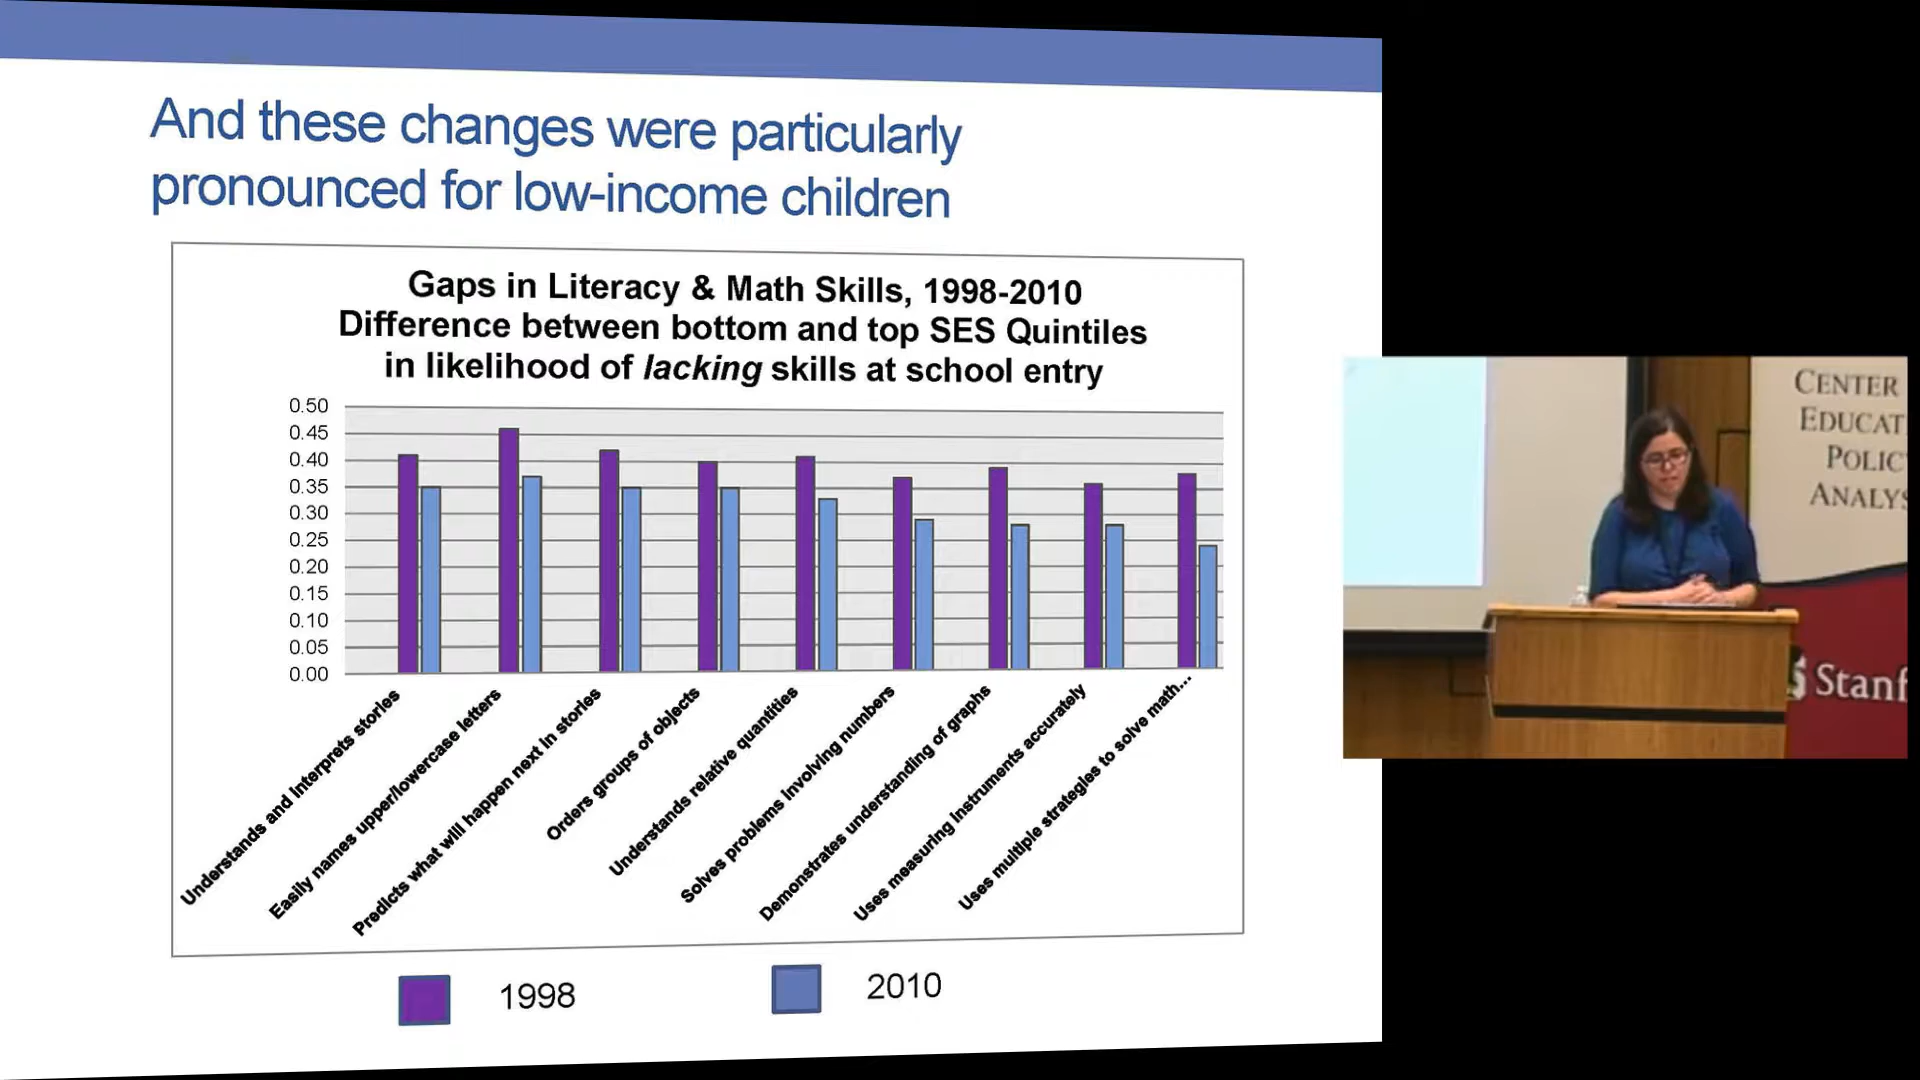 And these changes were particularly
pronounced for low-income children
Gaps in Literacy & Math Skills, 1998-2010
Difference between bottom and top SES Quintiles
in likelihood of lacking skills at school entry
0.50
0.45
0.40
0.35
0.30
0.25
0.20
0.15
0.10
0.05
0.00
Understands and interprets stories
Easily names upper/lowercase letters
Predicts what will happen next in stories
Orders groups of objects
Understands relative quantities
Solves problems involving numbers
Demonstrates understanding of graphs
Uses measuring instruments accurately
Uses multiple strategies to solve math...
1998
2010
CENTER
EDUCAT
POLIC
ANALYS
Stanf